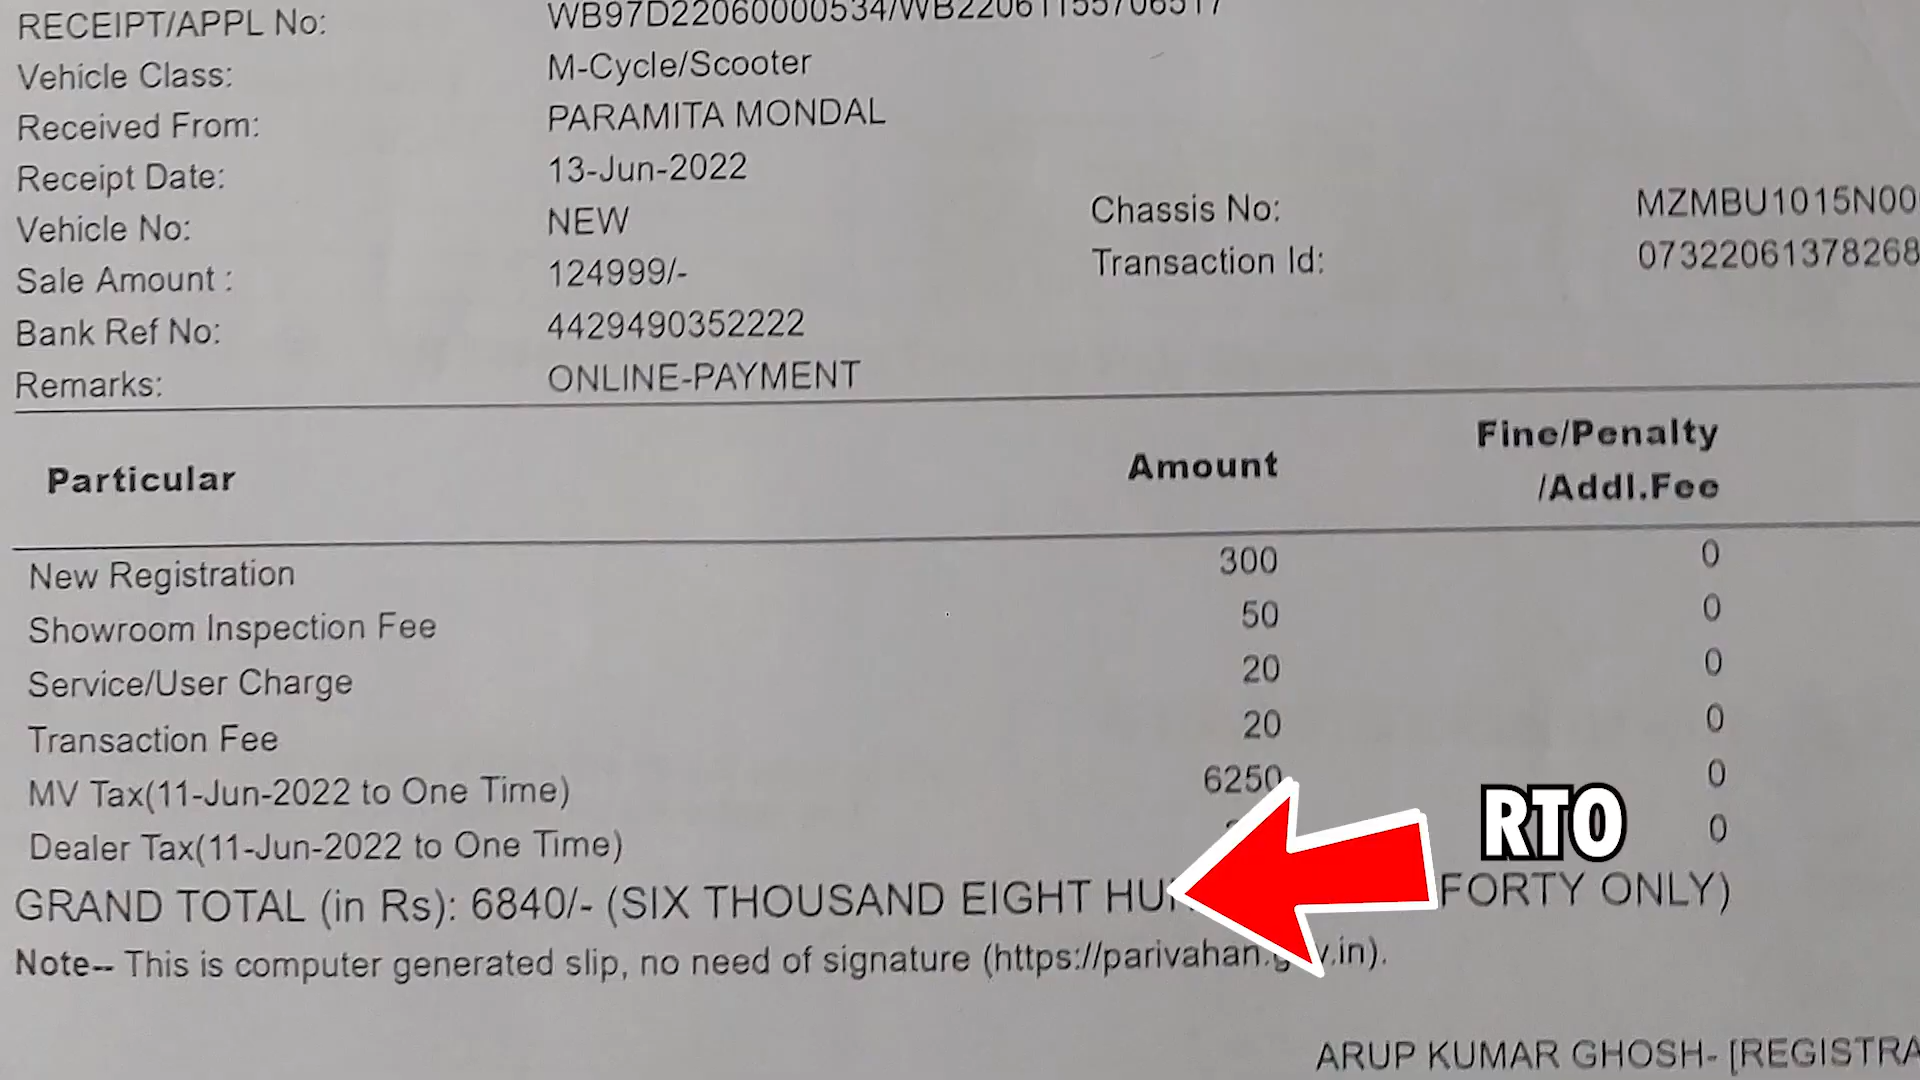 RECEIPT/APPL No: WB97D22060000534/WB22061155706517
Vehicle Class: M-Cycle/Scooter
Received From: PARAMITA MONDAL
Receipt Date: 13-Jun-2022
Vehicle No: NEW Chassis No: MZMBU1015N00
Sale Amount : 124999/- Transaction Id: 07322061378268
Bank Ref No: 4429490352222
Remarks: ONLINE-PAYMENT
Particular Amount Fine/Penalty
/Addl.Fee
New Registration 300 0
Showroom Inspection Fee 50 0
Service/User Charge 20 0
Transaction Fee 20 0
MV Tax(11-Jun-2022 to One Time) 6250 0
Dealer Tax(11-Jun-2022 to One Time) 0
RTO
GRAND TOTAL (in Rs): 6840/- (SIX THOUSAND EIGHT FORTY ONLY)
Note-- This is computer generated slip, no need of signature (https://parivahan.g v.in).
ARUP KUMAR GHOSH- [REGISTRA